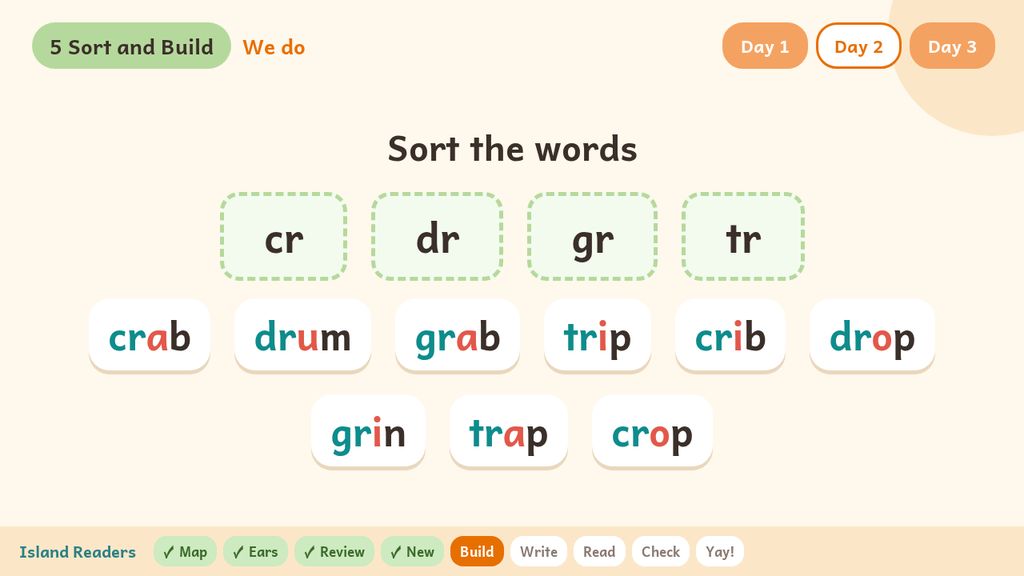 5 Sort and Build We do Day 1 Day 2 Day 3
Sort the words
cr dr gr tr
crab drum grab trip crib drop
grin trap crop
Island Readers ✓ Map ✓ Ears ✓ Review ✓ New Build Write Read Check Yay!